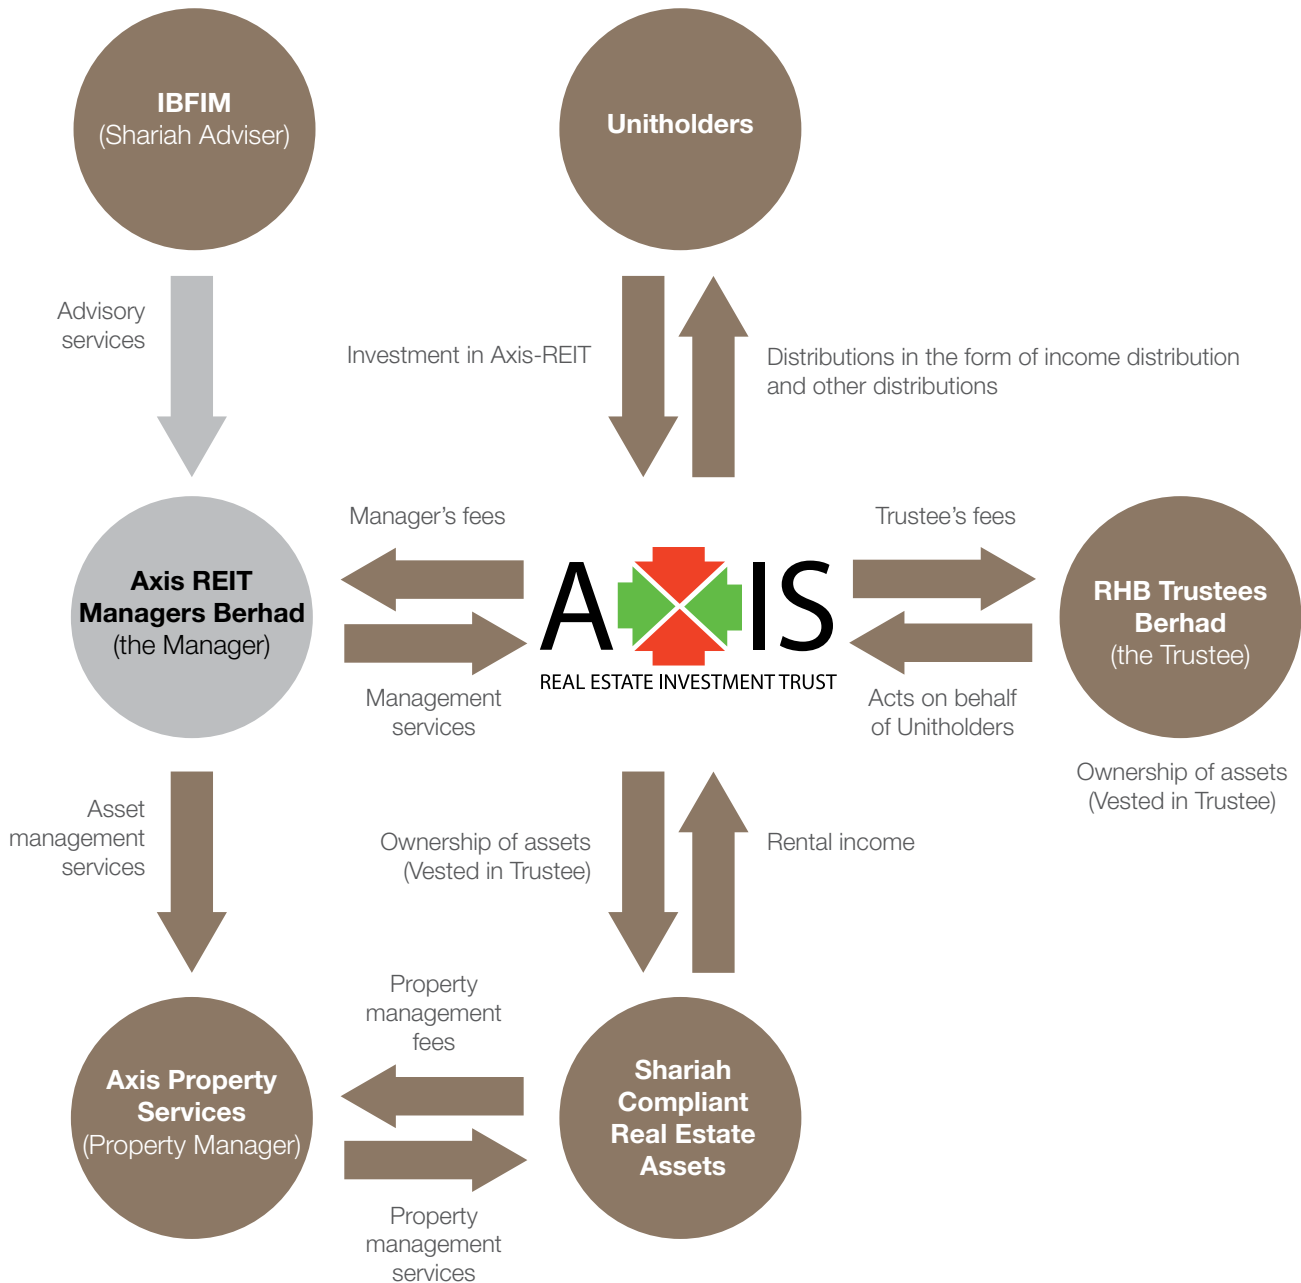 IBFIM
(Shariah Adviser)
Unitholders
Advisory
services
Investment in Axis-REIT
Distributions in the form of income distribution
and other distributions
Manager’s fees
Trustee’s fees
Axis REIT
Managers Berhad
(the Manager)
AXIS
REAL ESTATE INVESTMENT TRUST
RHB Trustees
Berhad
(the Trustee)
Management
services
Acts on behalf
of Unitholders
Ownership of assets
(Vested in Trustee)
Asset
management
services
Ownership of assets
(Vested in Trustee)
Rental income
Property
management
fees
Axis Property
Services
(Property Manager)
Shariah
Compliant
Real Estate
Assets
Property
management
services